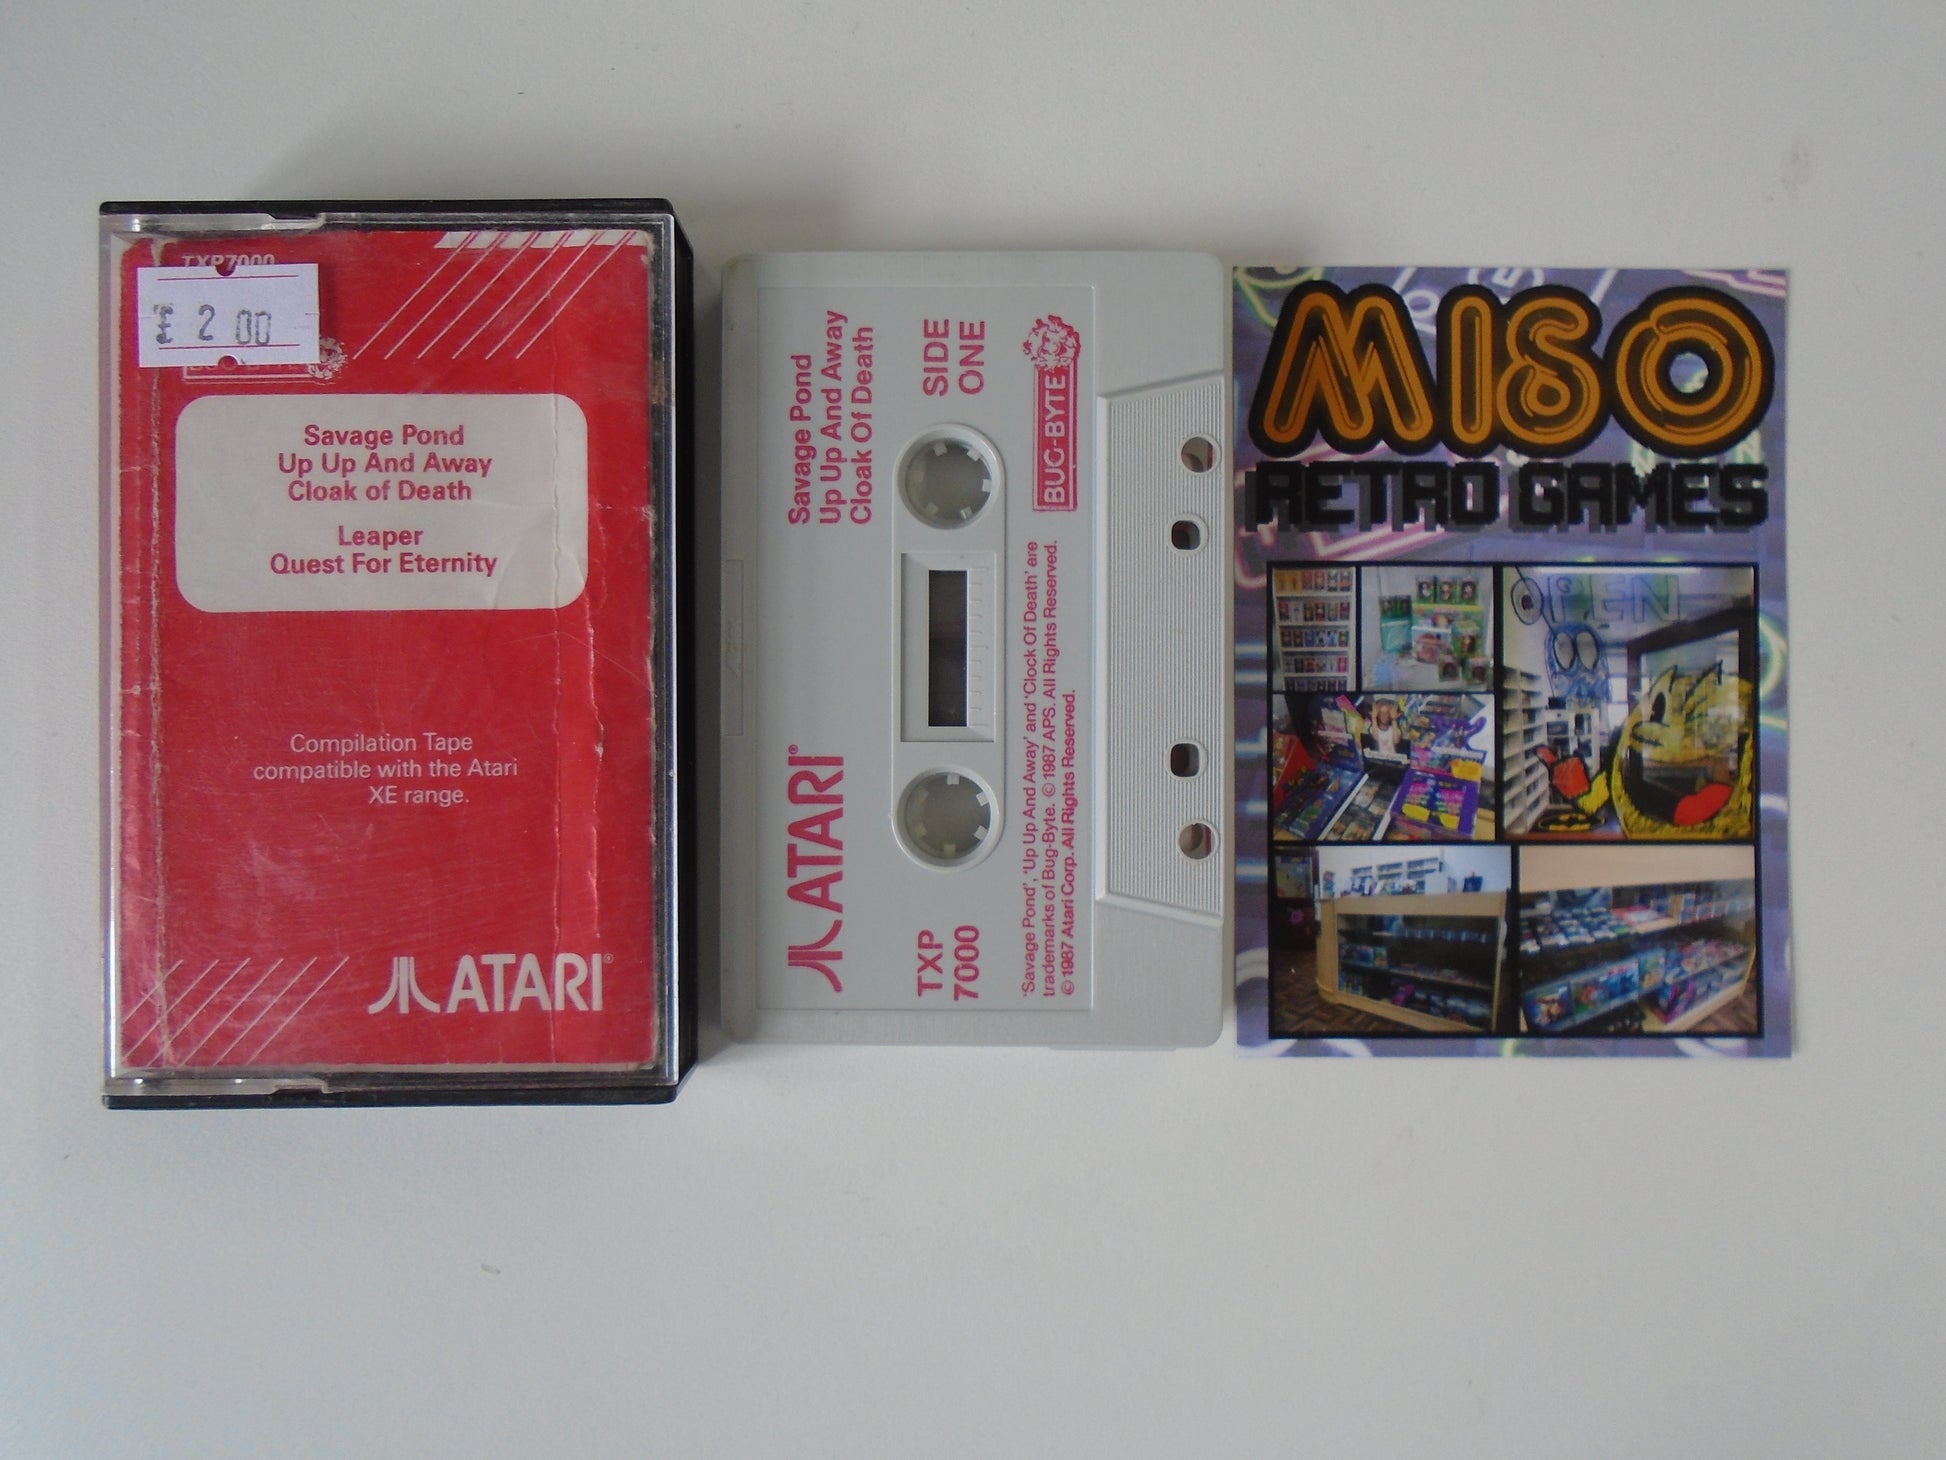 TXP7000
£ 2 00
Savage Pond
Up Up And Away
Cloak of Death
Leaper
Quest For Eternity
Compilation Tape
compatible with the Atari
XE range.
ATARI®
Savage Pond
Up Up And Away
Cloak Of Death
SIDE
ONE
BUG-BYTE
ATARI®
TXP
7000
'Savage Pond', 'Up Up And Away' and 'Clock Of Death' are
trademarks of Bug-Byte. © 1987 APS. All Rights Reserved.
© 1987 Atari Corp. All Rights Reserved.
MISO
RETRO GAMES
OPEN